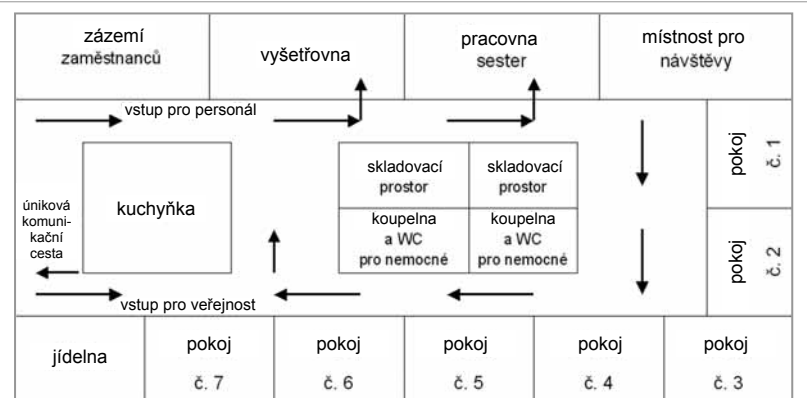 zázemí
zaměstnanců
vyšetřovna
pracovna
sester
místnost pro
návštěvy
vstup pro personál
pokoj
č. 1
skladovací
prostor
skladovací
prostor
kuchyňka
úniková
komuni-
kační
cesta
koupelna
a WC
pro nemocné
koupelna
a WC
pro nemocné
pokoj
č. 2
vstup pro veřejnost
jídelna
pokoj
č. 7
pokoj
č. 6
pokoj
č. 5
pokoj
č. 4
pokoj
č. 3